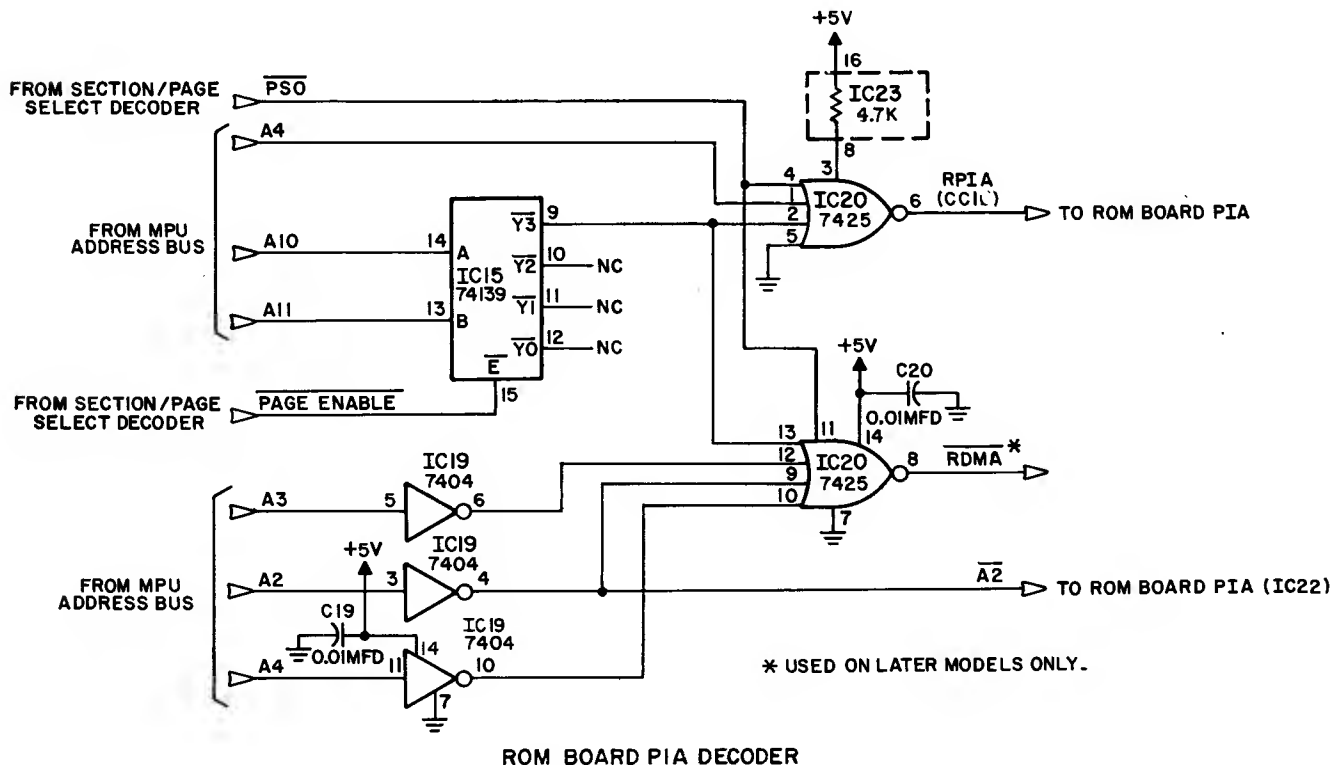 +5V
16
IC23
4.7K
8
FROM SECTION/PAGE
SELECT DECODER
PS0
A4
3
4
1
2
5
IC20
7425
6
RPIA
TO ROM BOARD PIA
FROM MPU
ADDRESS BUS
A10
14
A
A11
13
B
IC15
74139
Y3
9
Y2
10
NC
Y1
11
NC
Y0
12
NC
E
15
FROM SECTION/PAGE
SELECT DECODER
PAGE ENABLE
+5V
C20
0.01MFD
14
11
13
12
9
10
IC20
7425
7
8
RDMA *
FROM MPU
ADDRESS BUS
A3
5
IC19
7404
6
A2
3
IC19
7404
4
A2
TO ROM BOARD PIA (IC22)
+5V
C19
0.01MFD
A4
11
14
IC19
7404
10
7
* USED ON LATER MODELS ONLY.
ROM BOARD PIA DECODER